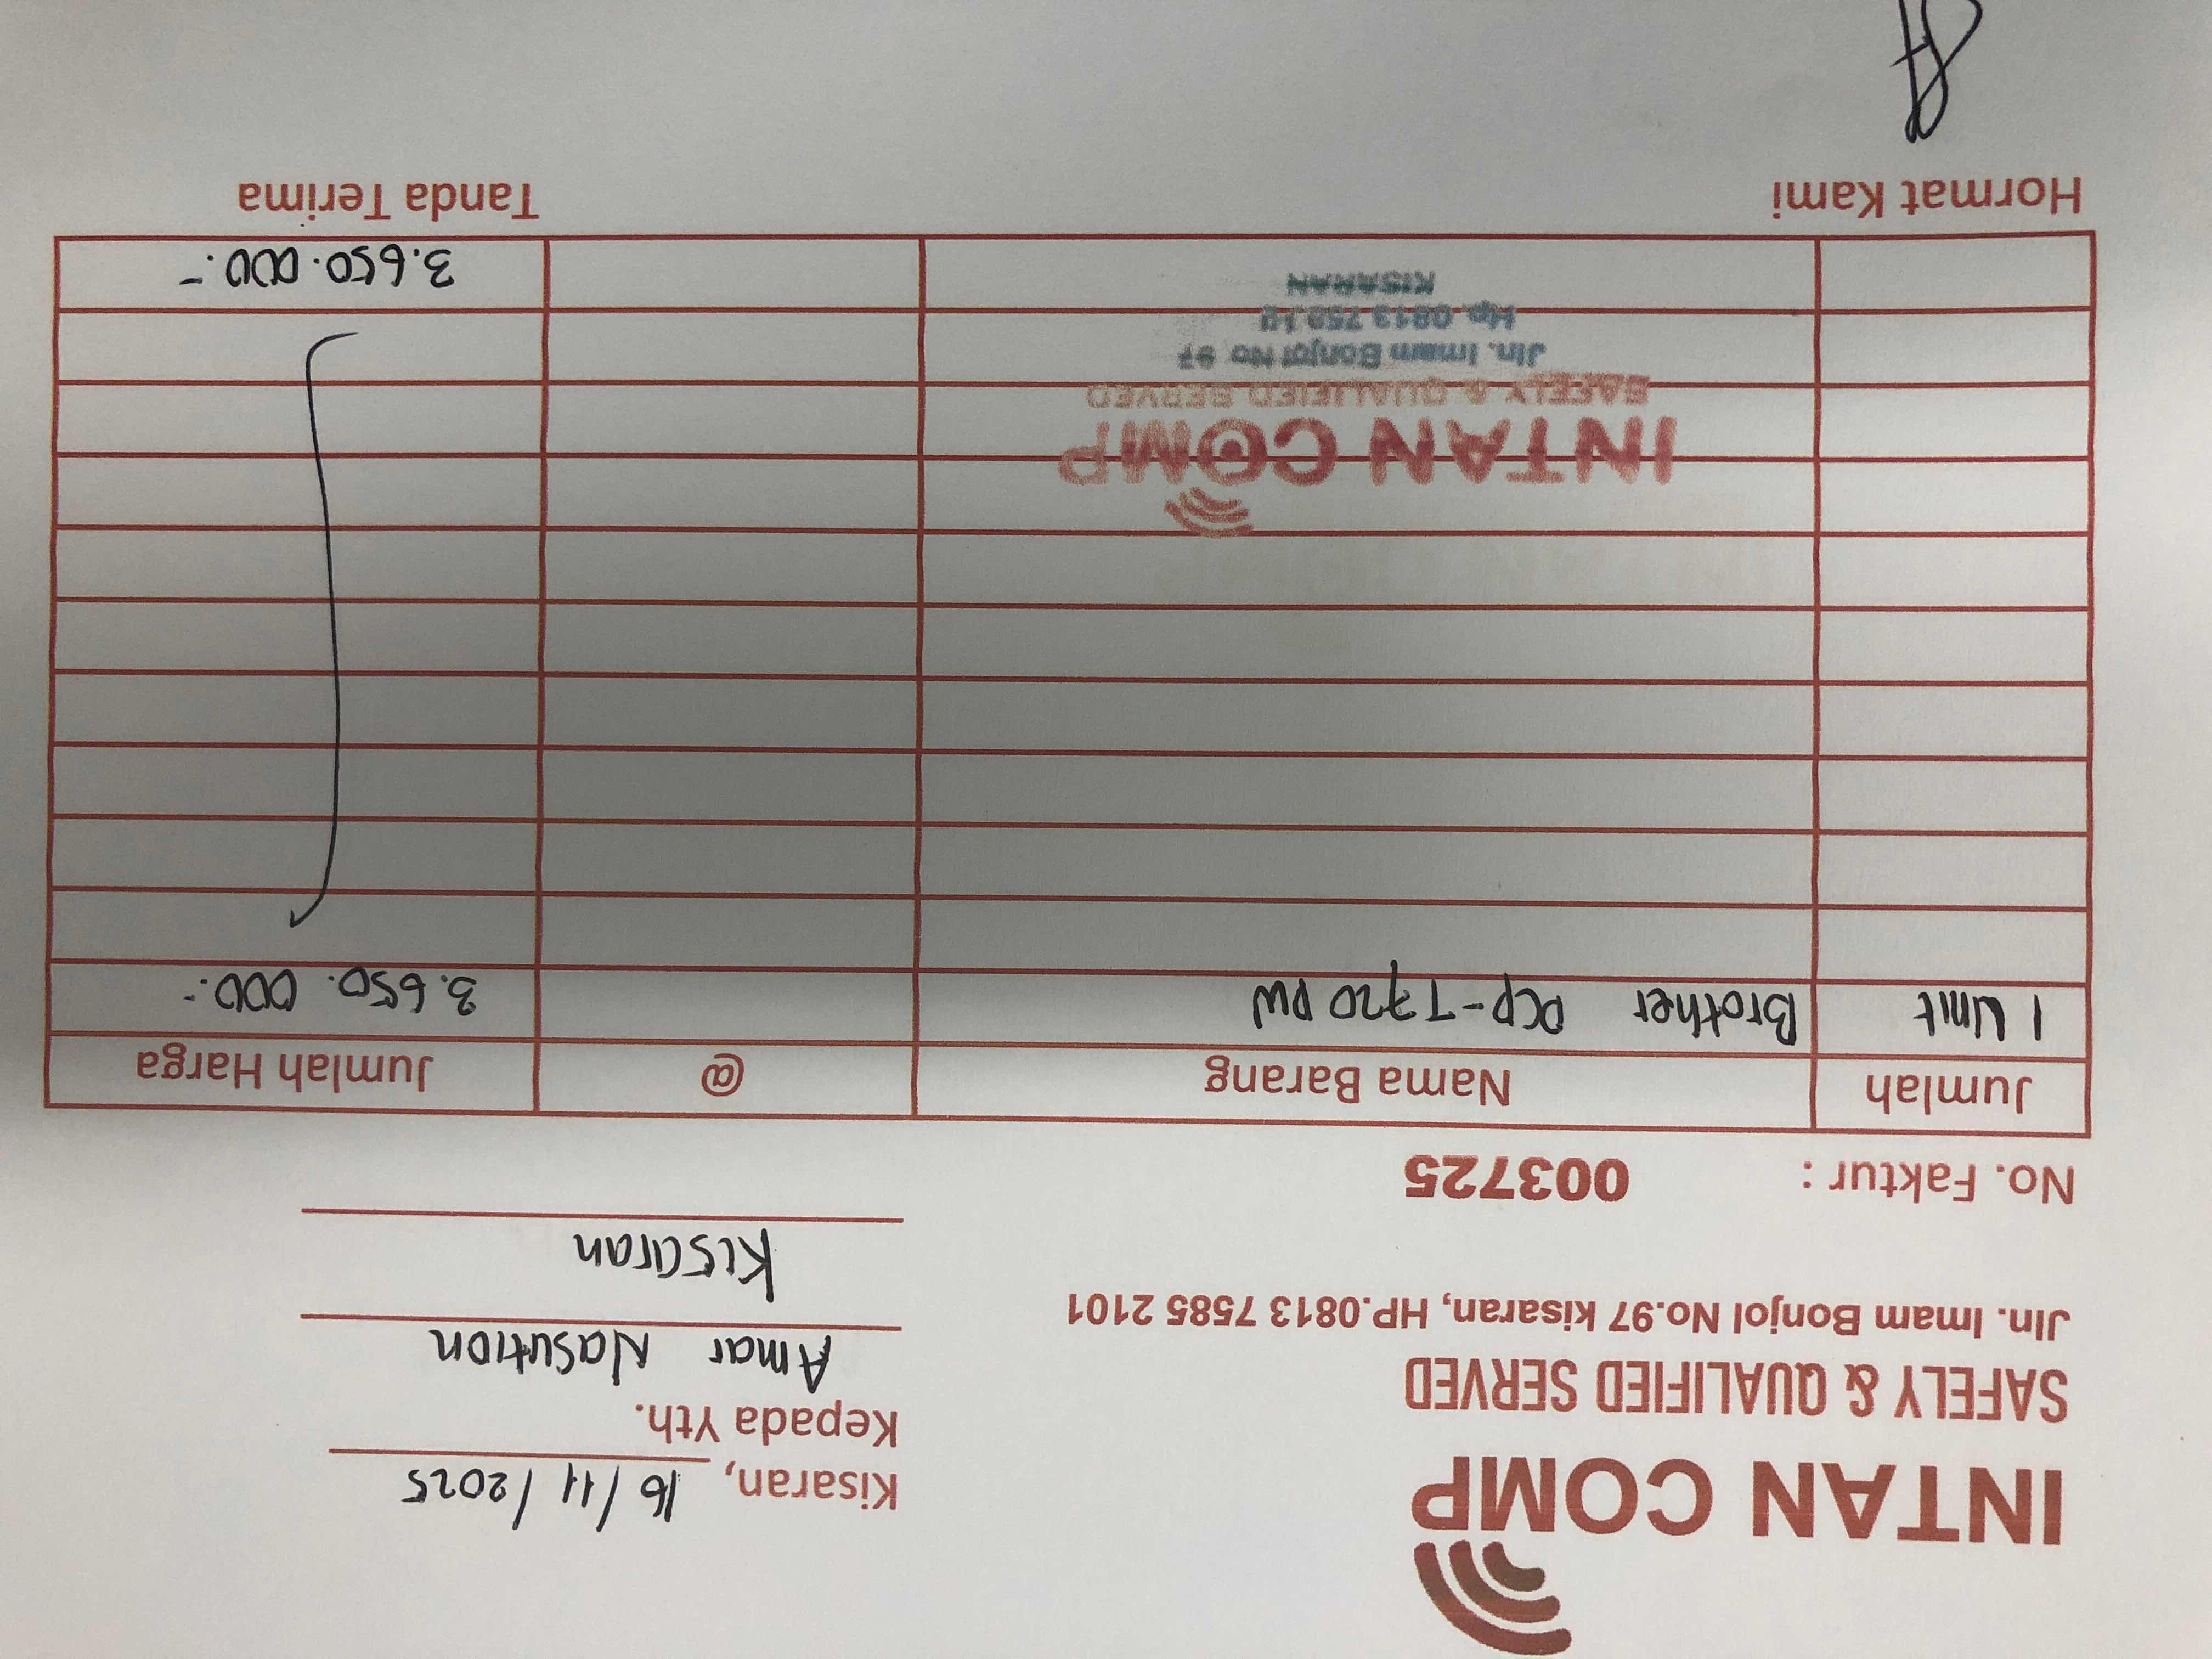 INTAN COMP
SAFELY & QUALIFIED SERVED
Jln. Imam Bonjol No.97 kisaran, HP.0813 7585 2101
No. Faktur : 003725
Kisaran, 16/11/2025
Kepada Yth.
Amar Nasution
Kisaran
Jumlah Nama Barang @ Jumlah Harga
1 Unit Brother DCP-T720 DW 3.650.000.-
INTAN COMP
SAFELY & QUALIFIED SERVED
Jln. Imam Bonjol No 97
Hp. 0813
KISARAN
3.650.000.-
Hormat Kami Tanda Terima